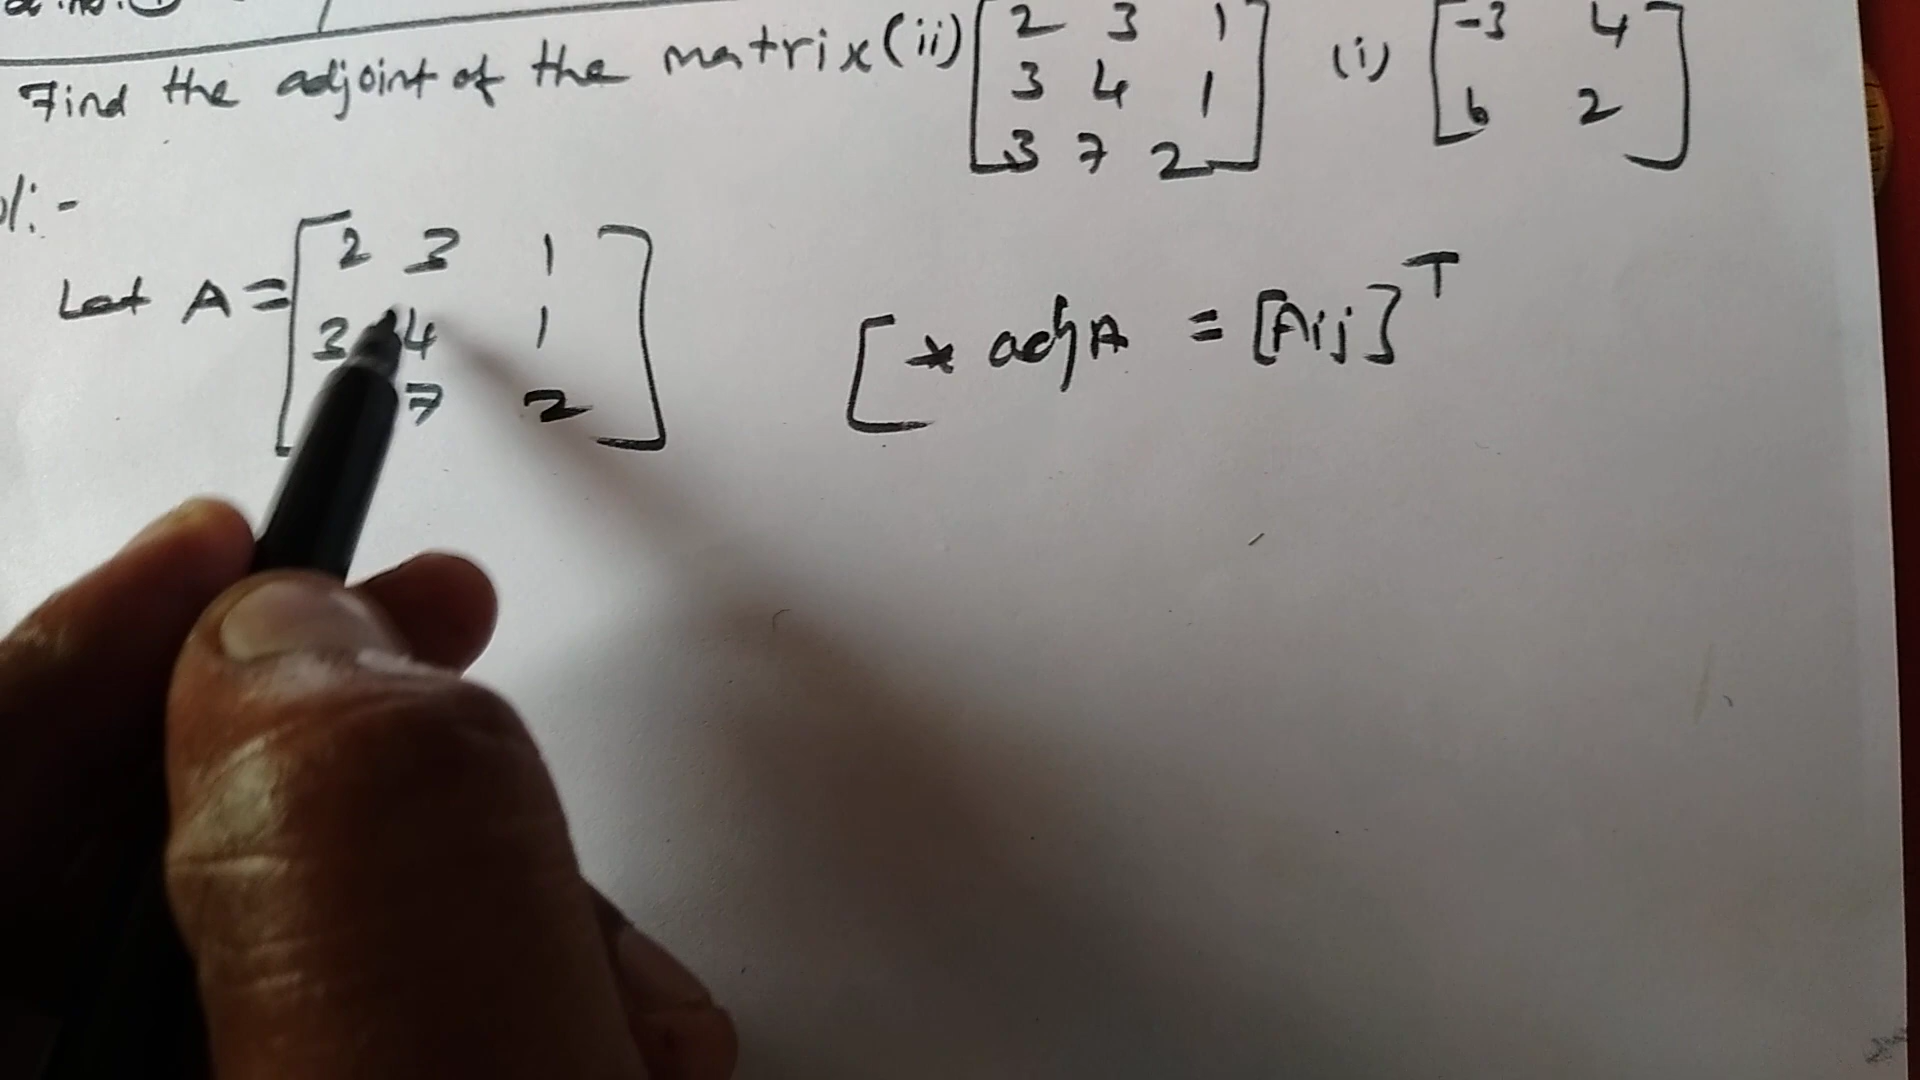 Find the adjoint of the matrix (ii) [2 3 1 (i) [-3 4
3 4 1 6 2]
3 7 2]
Let A = [2 3 1
3 4 1
7 2]
[* adj A = [Aij]ᵀ